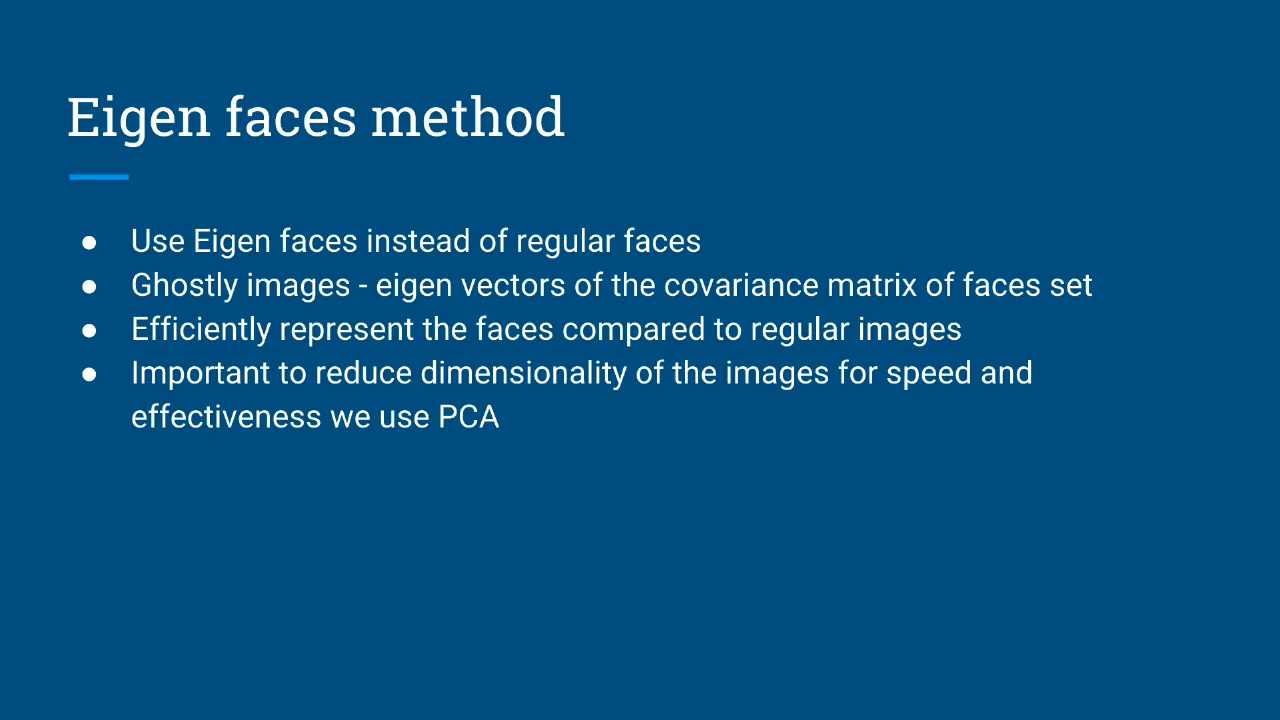 Eigen faces method
● Use Eigen faces instead of regular faces
● Ghostly images - eigen vectors of the covariance matrix of faces set
● Efficiently represent the faces compared to regular images
● Important to reduce dimensionality of the images for speed and
effectiveness we use PCA